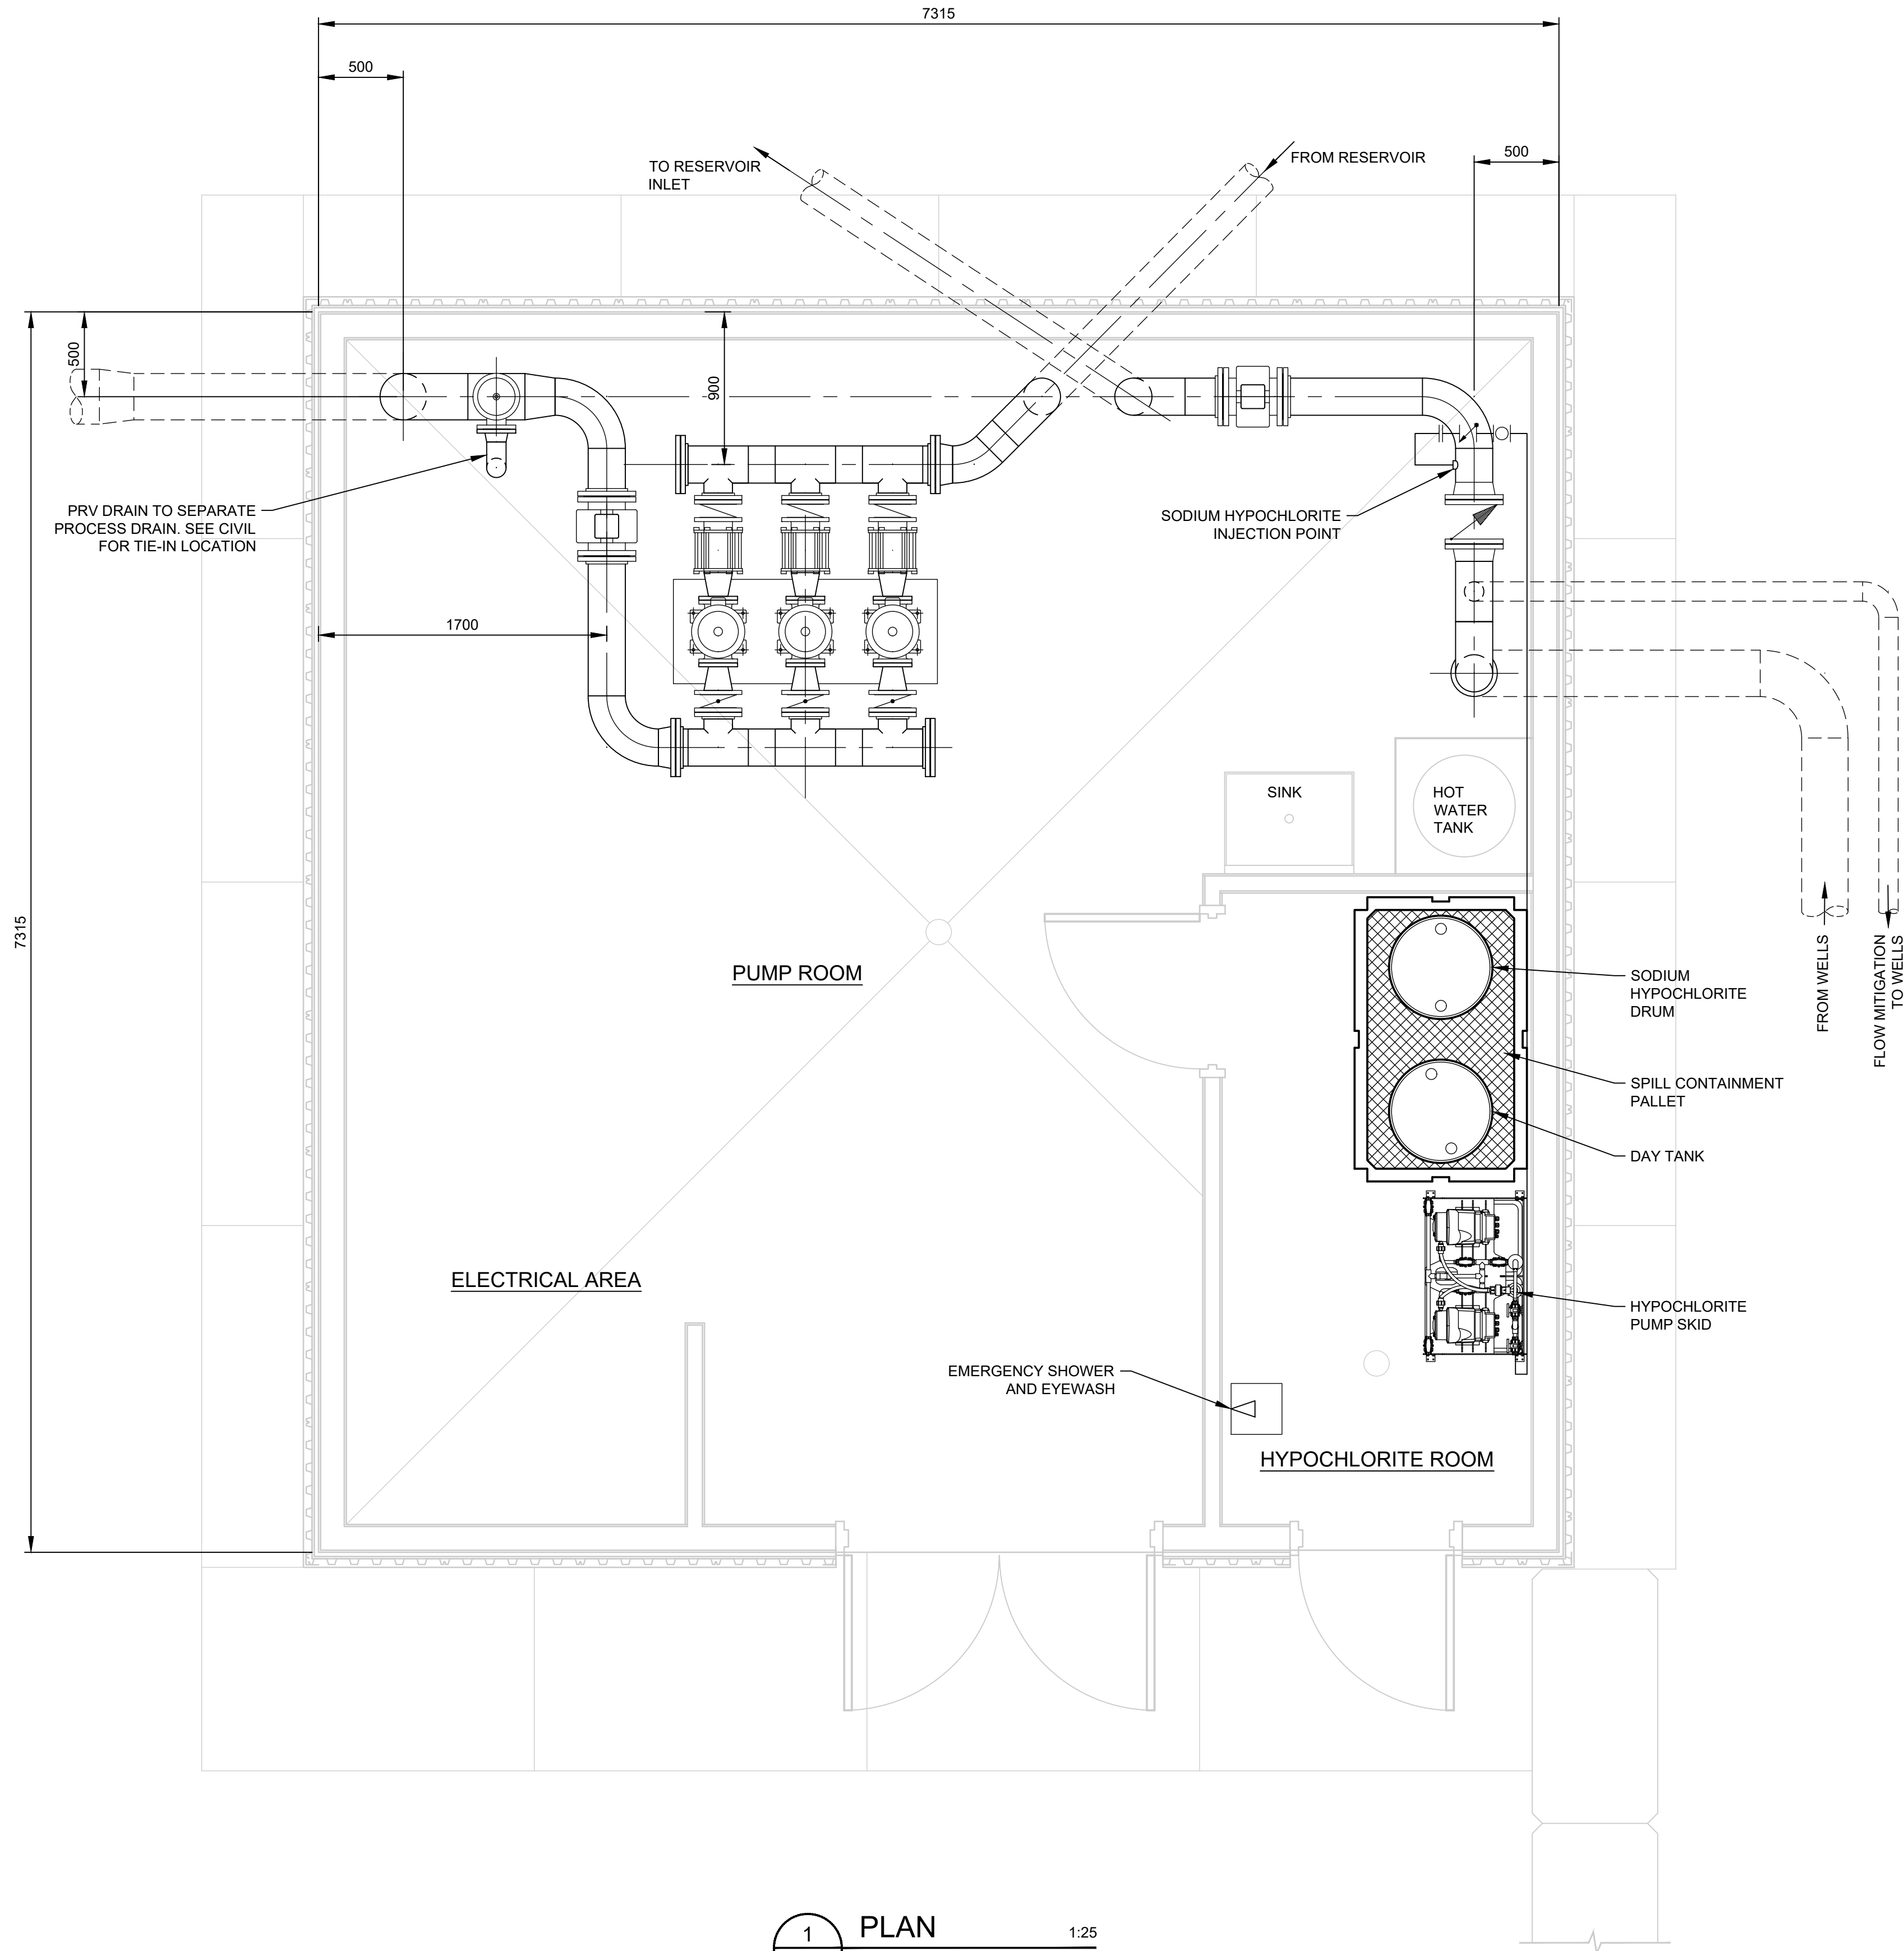 7315
500
TO RESERVOIR
INLET
FROM RESERVOIR
500
500
900
PRV DRAIN TO SEPARATE
PROCESS DRAIN. SEE CIVIL
FOR TIE-IN LOCATION
SODIUM HYPOCHLORITE
INJECTION POINT
1700
SINK
HOT
WATER
TANK
7315
PUMP ROOM
FROM WELLS
FLOW MITIGATION
TO WELLS
SODIUM
HYPOCHLORITE
DRUM
SPILL CONTAINMENT
PALLET
DAY TANK
ELECTRICAL AREA
HYPOCHLORITE
PUMP SKID
EMERGENCY SHOWER
AND EYEWASH
HYPOCHLORITE ROOM
1
PLAN
1:25